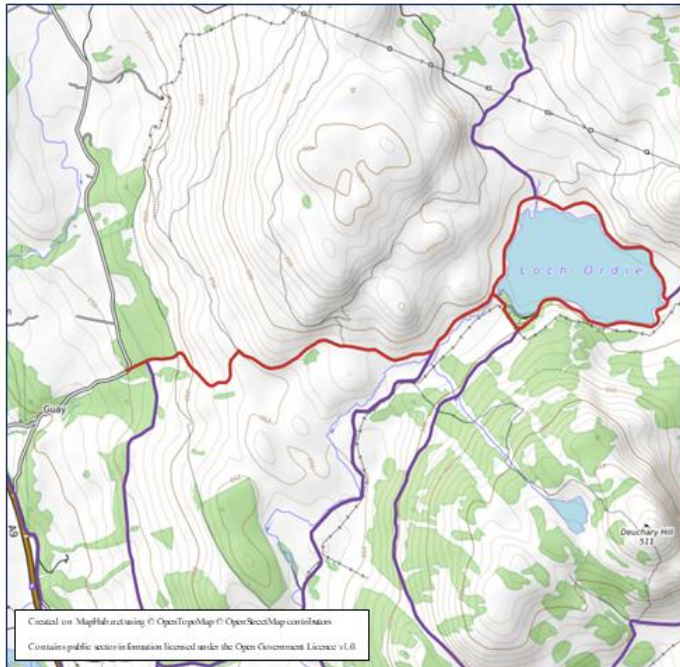 Loch Ordie
Guay
A9
Deuchary Hill
511
Created on MapHub.net using © OpenTopoMap © OpenStreetMap contributors
Contains public sector information licensed under the Open Government Licence v1.0.